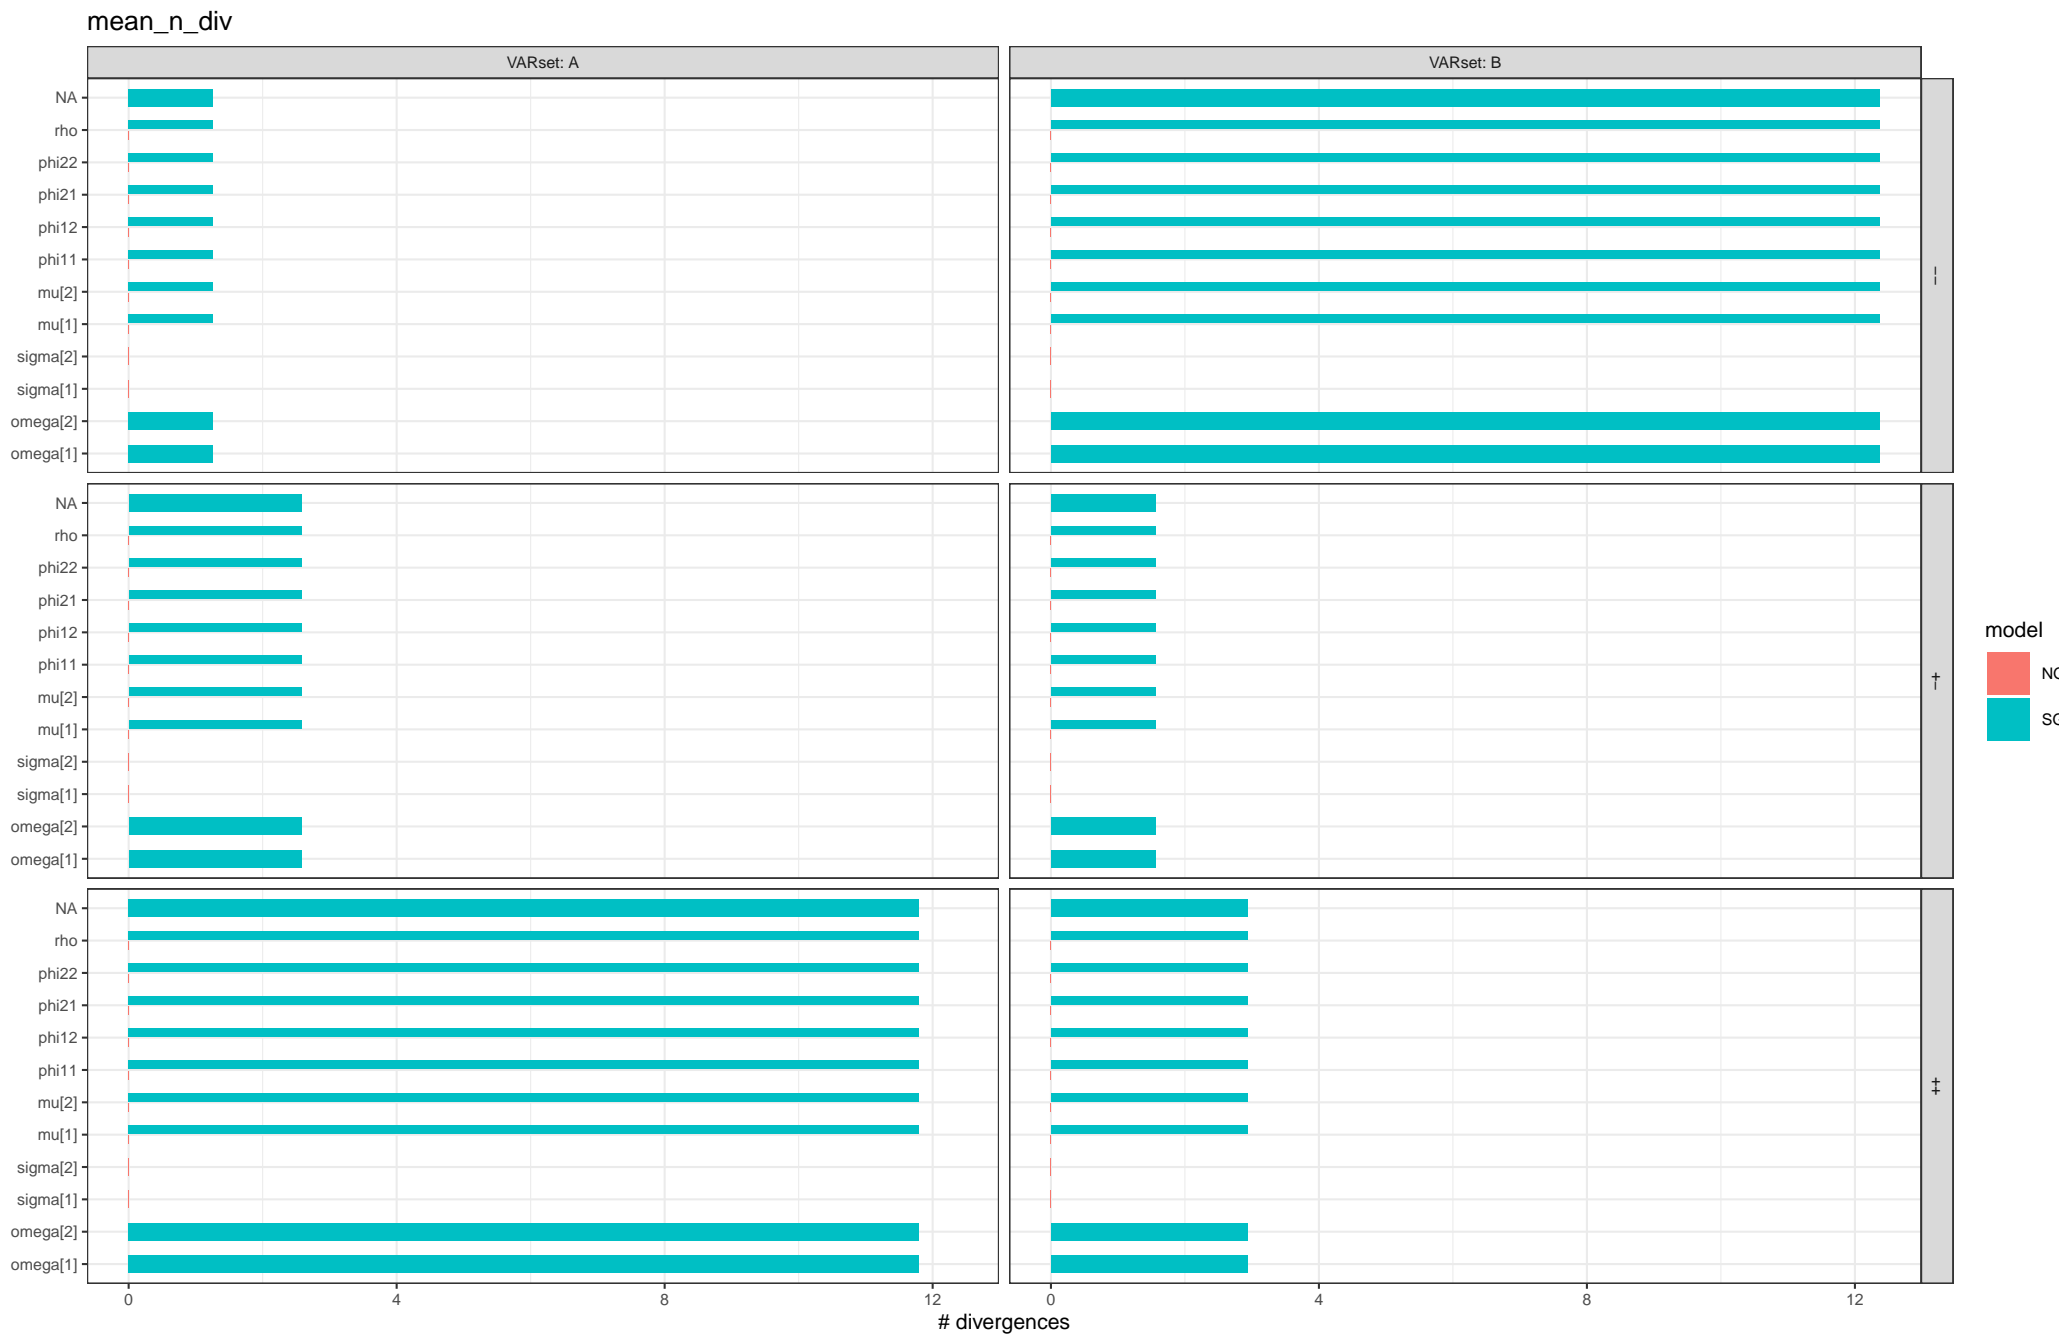 mean_n_div
VARset: A
VARset: B
NA
rho
phi22
phi21
phi12
phi11
mu[2]
mu[1]
sigma[2]
sigma[1]
omega[2]
omega[1]
--
NA
rho
phi22
phi21
phi12
phi11
mu[2]
mu[1]
sigma[2]
sigma[1]
omega[2]
omega[1]
-+
NA
rho
phi22
phi21
phi12
phi11
mu[2]
mu[1]
sigma[2]
sigma[1]
omega[2]
omega[1]
++
0 4 8 12
0 4 8 12
# divergences
model